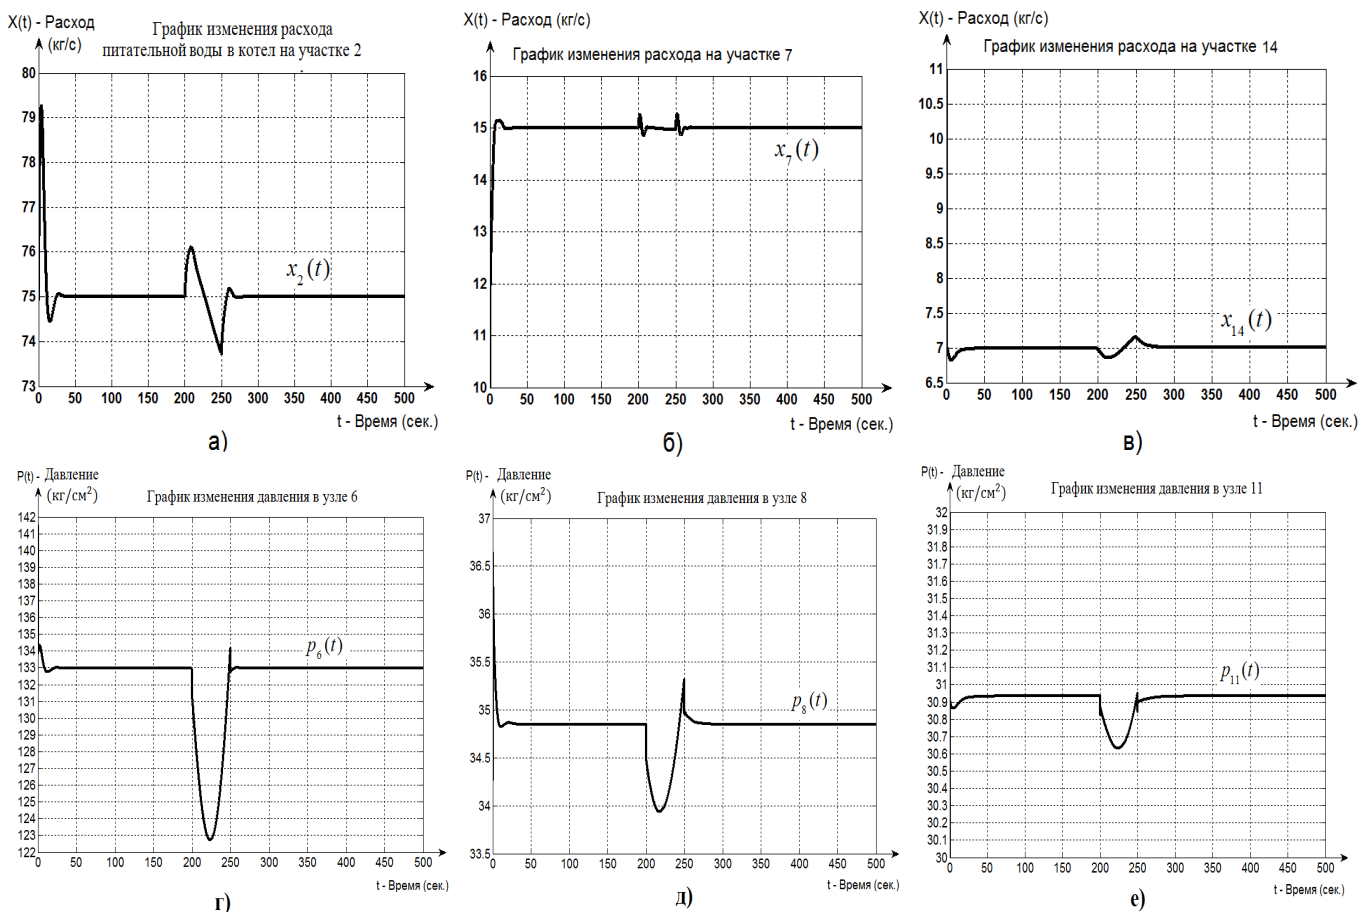 X(t) - Расход
(кг/с)
График изменения расхода
питательной воды в котел на участке 2
80
79
78
77
76
75
74
73
x₂(t)
0 50 100 150 200 250 300 350 400 450 500
t - Время (сек.)
а)
X(t) - Расход (кг/с)
График изменения расхода на участке 7
16
15
14
13
12
11
10
x₇(t)
0 50 100 150 200 250 300 350 400 450 500
t - Время (сек.)
б)
X(t) - Расход (кг/с)
График изменения расхода на участке 14
11
10.5
10
9.5
9
8.5
8
7.5
7
6.5
x₁₄(t)
0 50 100 150 200 250 300 350 400 450 500
t - Время (сек.)
в)
P(t) - Давление
(кг/см²)
График изменения давления в узле 6
142
141
140
139
138
137
136
135
134
133
132
131
130
129
128
127
126
125
124
123
122
p₆(t)
0 50 100 150 200 250 300 350 400 450 500
t - Время (сек.)
г)
P(t) - Давление
(кг/см²)
График изменения давления в узле 8
37
36.5
36
35.5
35
34.5
34
33.5
p₈(t)
0 50 100 150 200 250 300 350 400 450 500
t - Время (сек.)
д)
P(t) - Давление
(кг/см²)
График изменения давления в узле 11
32
31.9
31.8
31.7
31.6
31.5
31.4
31.3
31.2
31.1
31
30.9
30.8
30.7
30.6
30.5
30.4
30.3
30.2
30.1
30
p₁₁(t)
0 50 100 150 200 250 300 350 400 450 500
t - Время (сек.)
е)